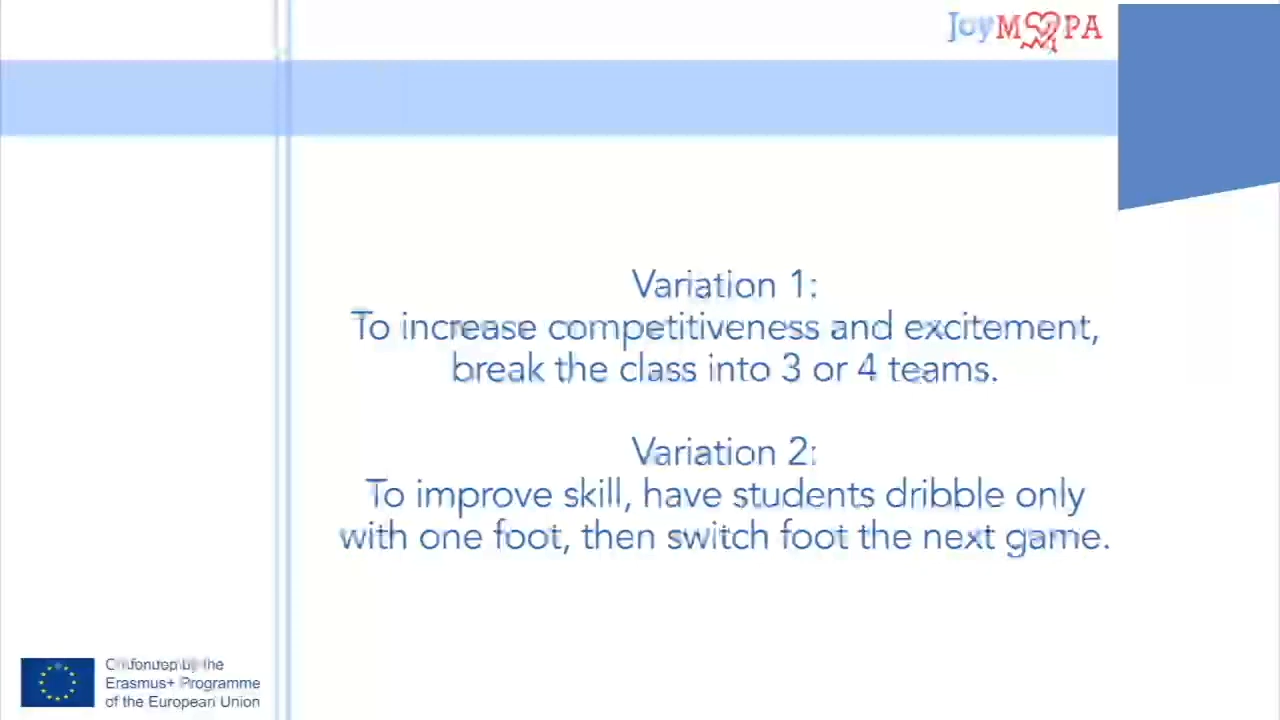 JoyMOPA
Variation 1:
To increase competitiveness and excitement,
break the class into 3 or 4 teams.
Variation 2:
To improve skill, have students dribble only
with one foot, then switch foot the next game.
by the
Erasmus+ Programme
of the European Union